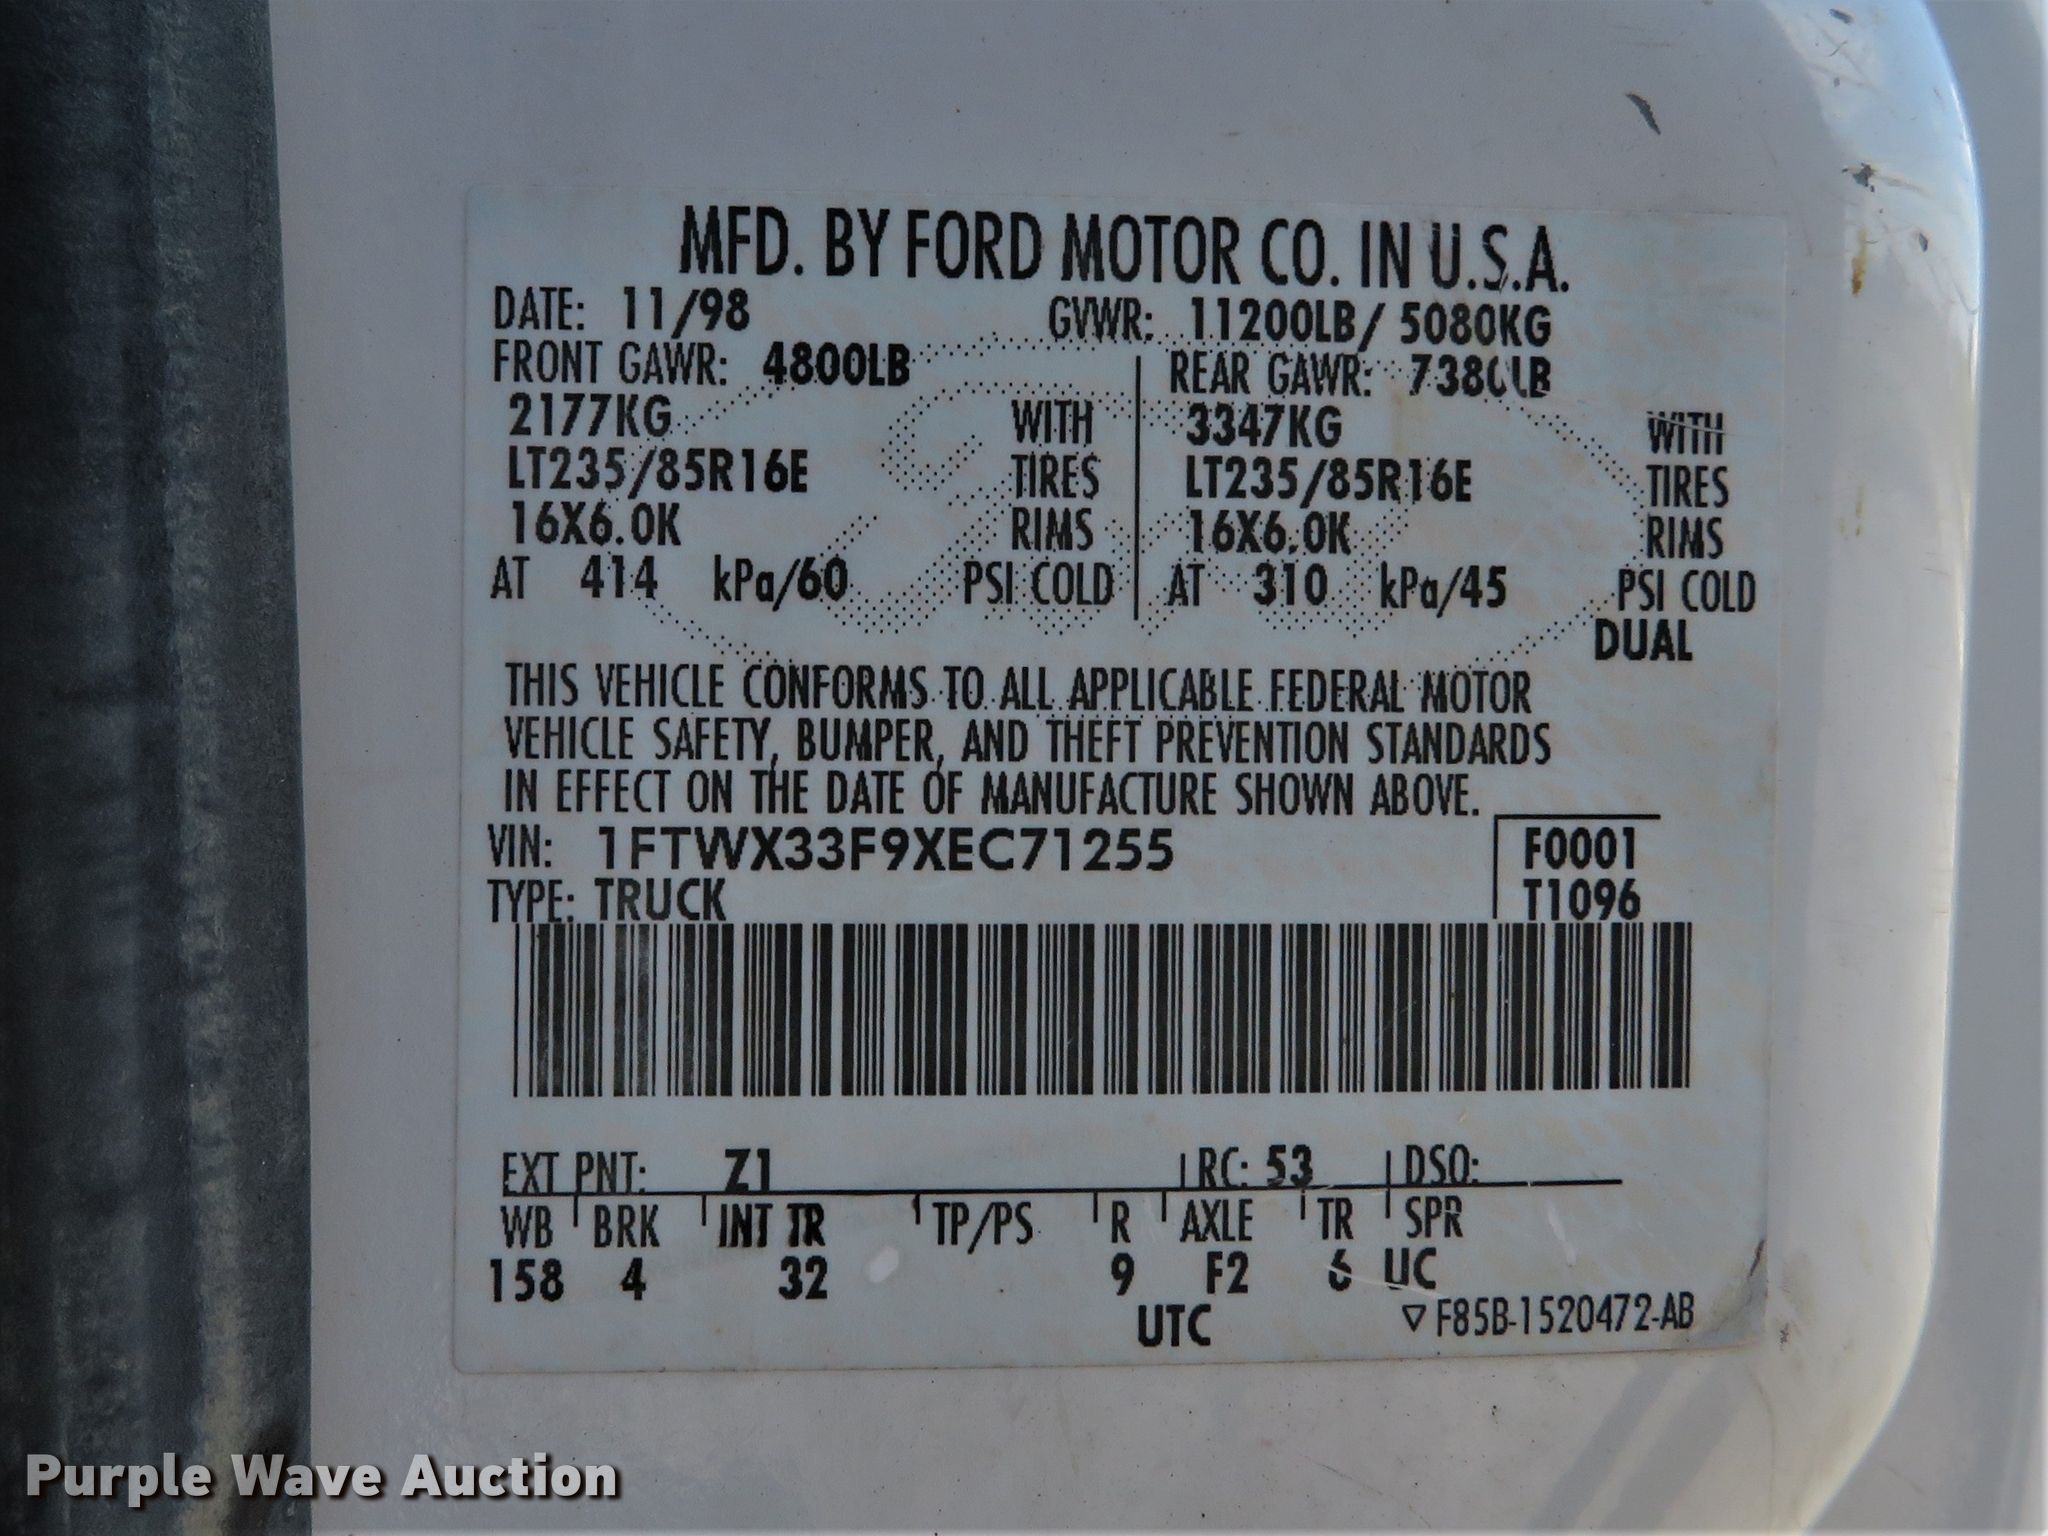 MFD. BY FORD MOTOR CO. IN U.S.A.
DATE: 11/98 GVWR: 11200LB/ 5080KG
FRONT GAWR: 4800LB REAR GAWR: 7380LB
2177KG WITH 3347KG WITH
LT235/85R16E TIRES LT235/85R16E TIRES
16X6.0K RIMS 16X6.0K RIMS
AT 414 kPa/60 PSI COLD AT 310 kPa/45 PSI COLD
DUAL
THIS VEHICLE CONFORMS TO ALL APPLICABLE FEDERAL MOTOR
VEHICLE SAFETY, BUMPER, AND THEFT PREVENTION STANDARDS
IN EFFECT ON THE DATE OF MANUFACTURE SHOWN ABOVE.
VIN: 1FTWX33F9XEC71255 F0001
TYPE: TRUCK T1096
EXT PNT: Z1 RC: 53 DSO:
WB BRK INT TR TP/PS R AXLE TR SPR
158 4 32 9 F2 6 UC
UTC ▽F85B-1520472-AB
Purple Wave Auction